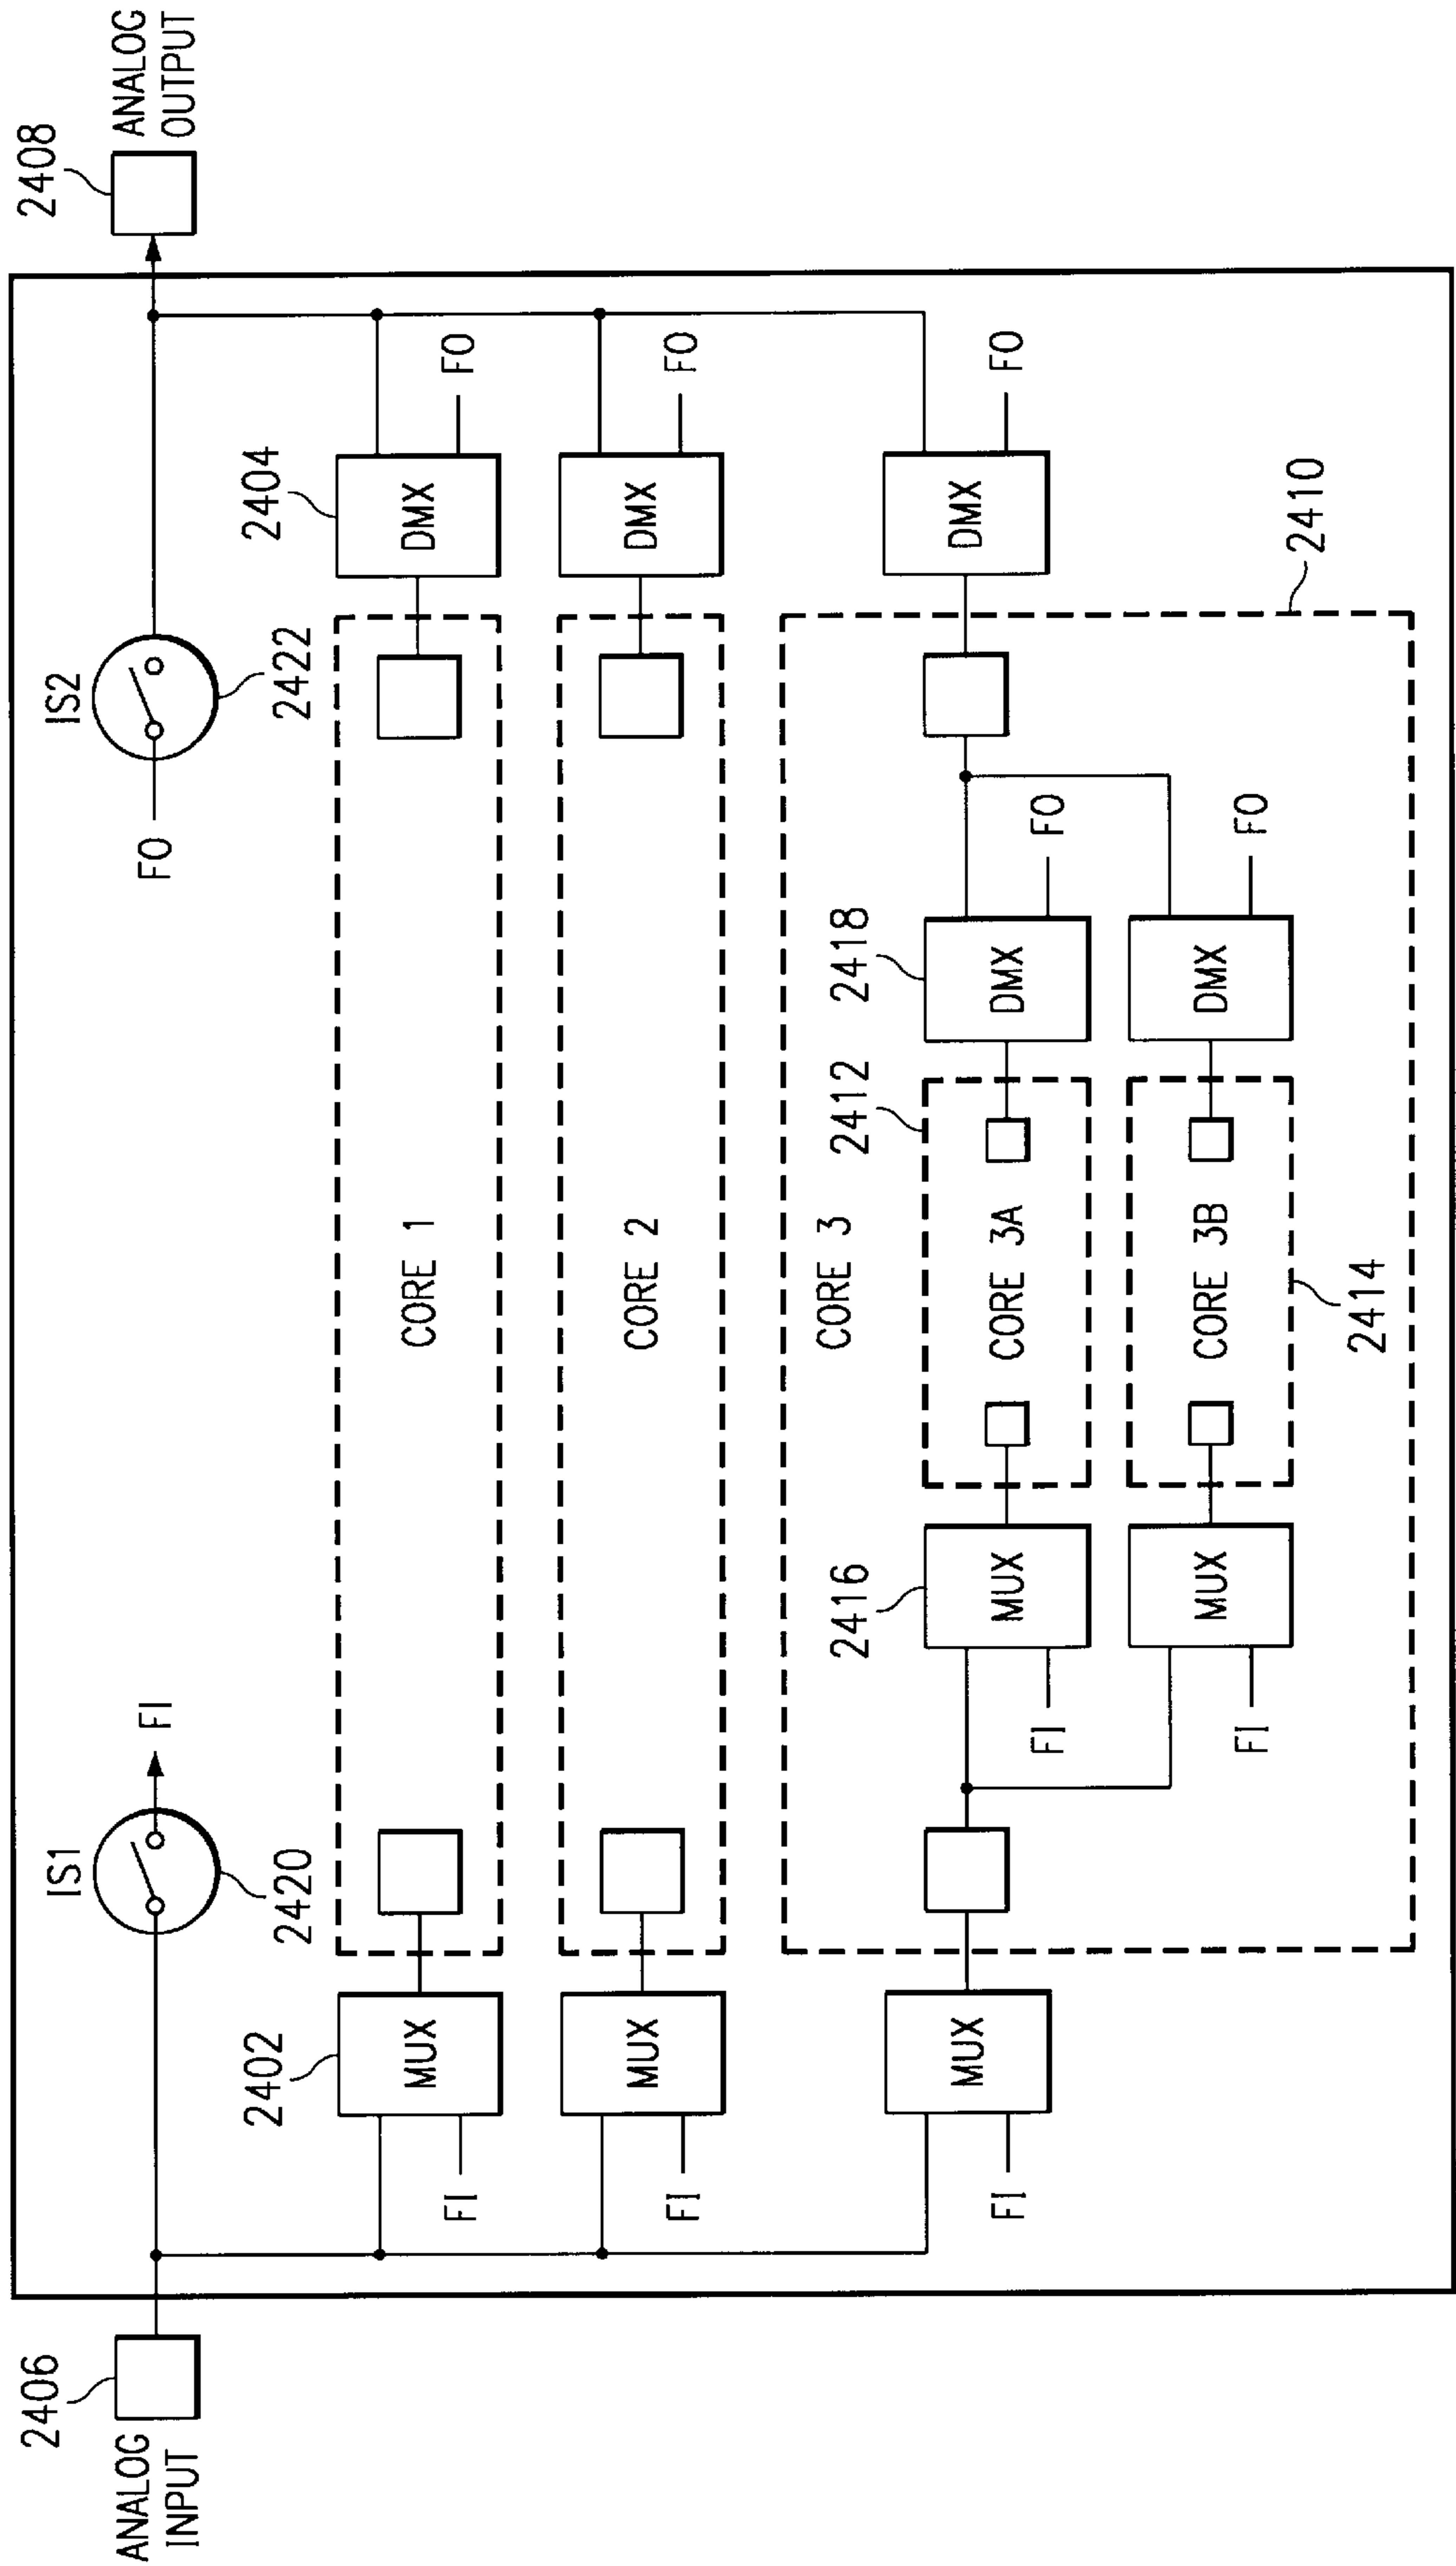 2406
ANALOG
INPUT
IS1
2420
FI
IS2
FO
2422
2408
ANALOG
OUTPUT
2402
MUX
FI
CORE 1
2404
DMX
FO
MUX
FI
CORE 2
DMX
FO
MUX
FI
CORE 3
2416
MUX
FI
2412
CORE 3A
2418
DMX
FO
DMX
FO
MUX
FI
CORE 3B
2414
DMX
FO
2410